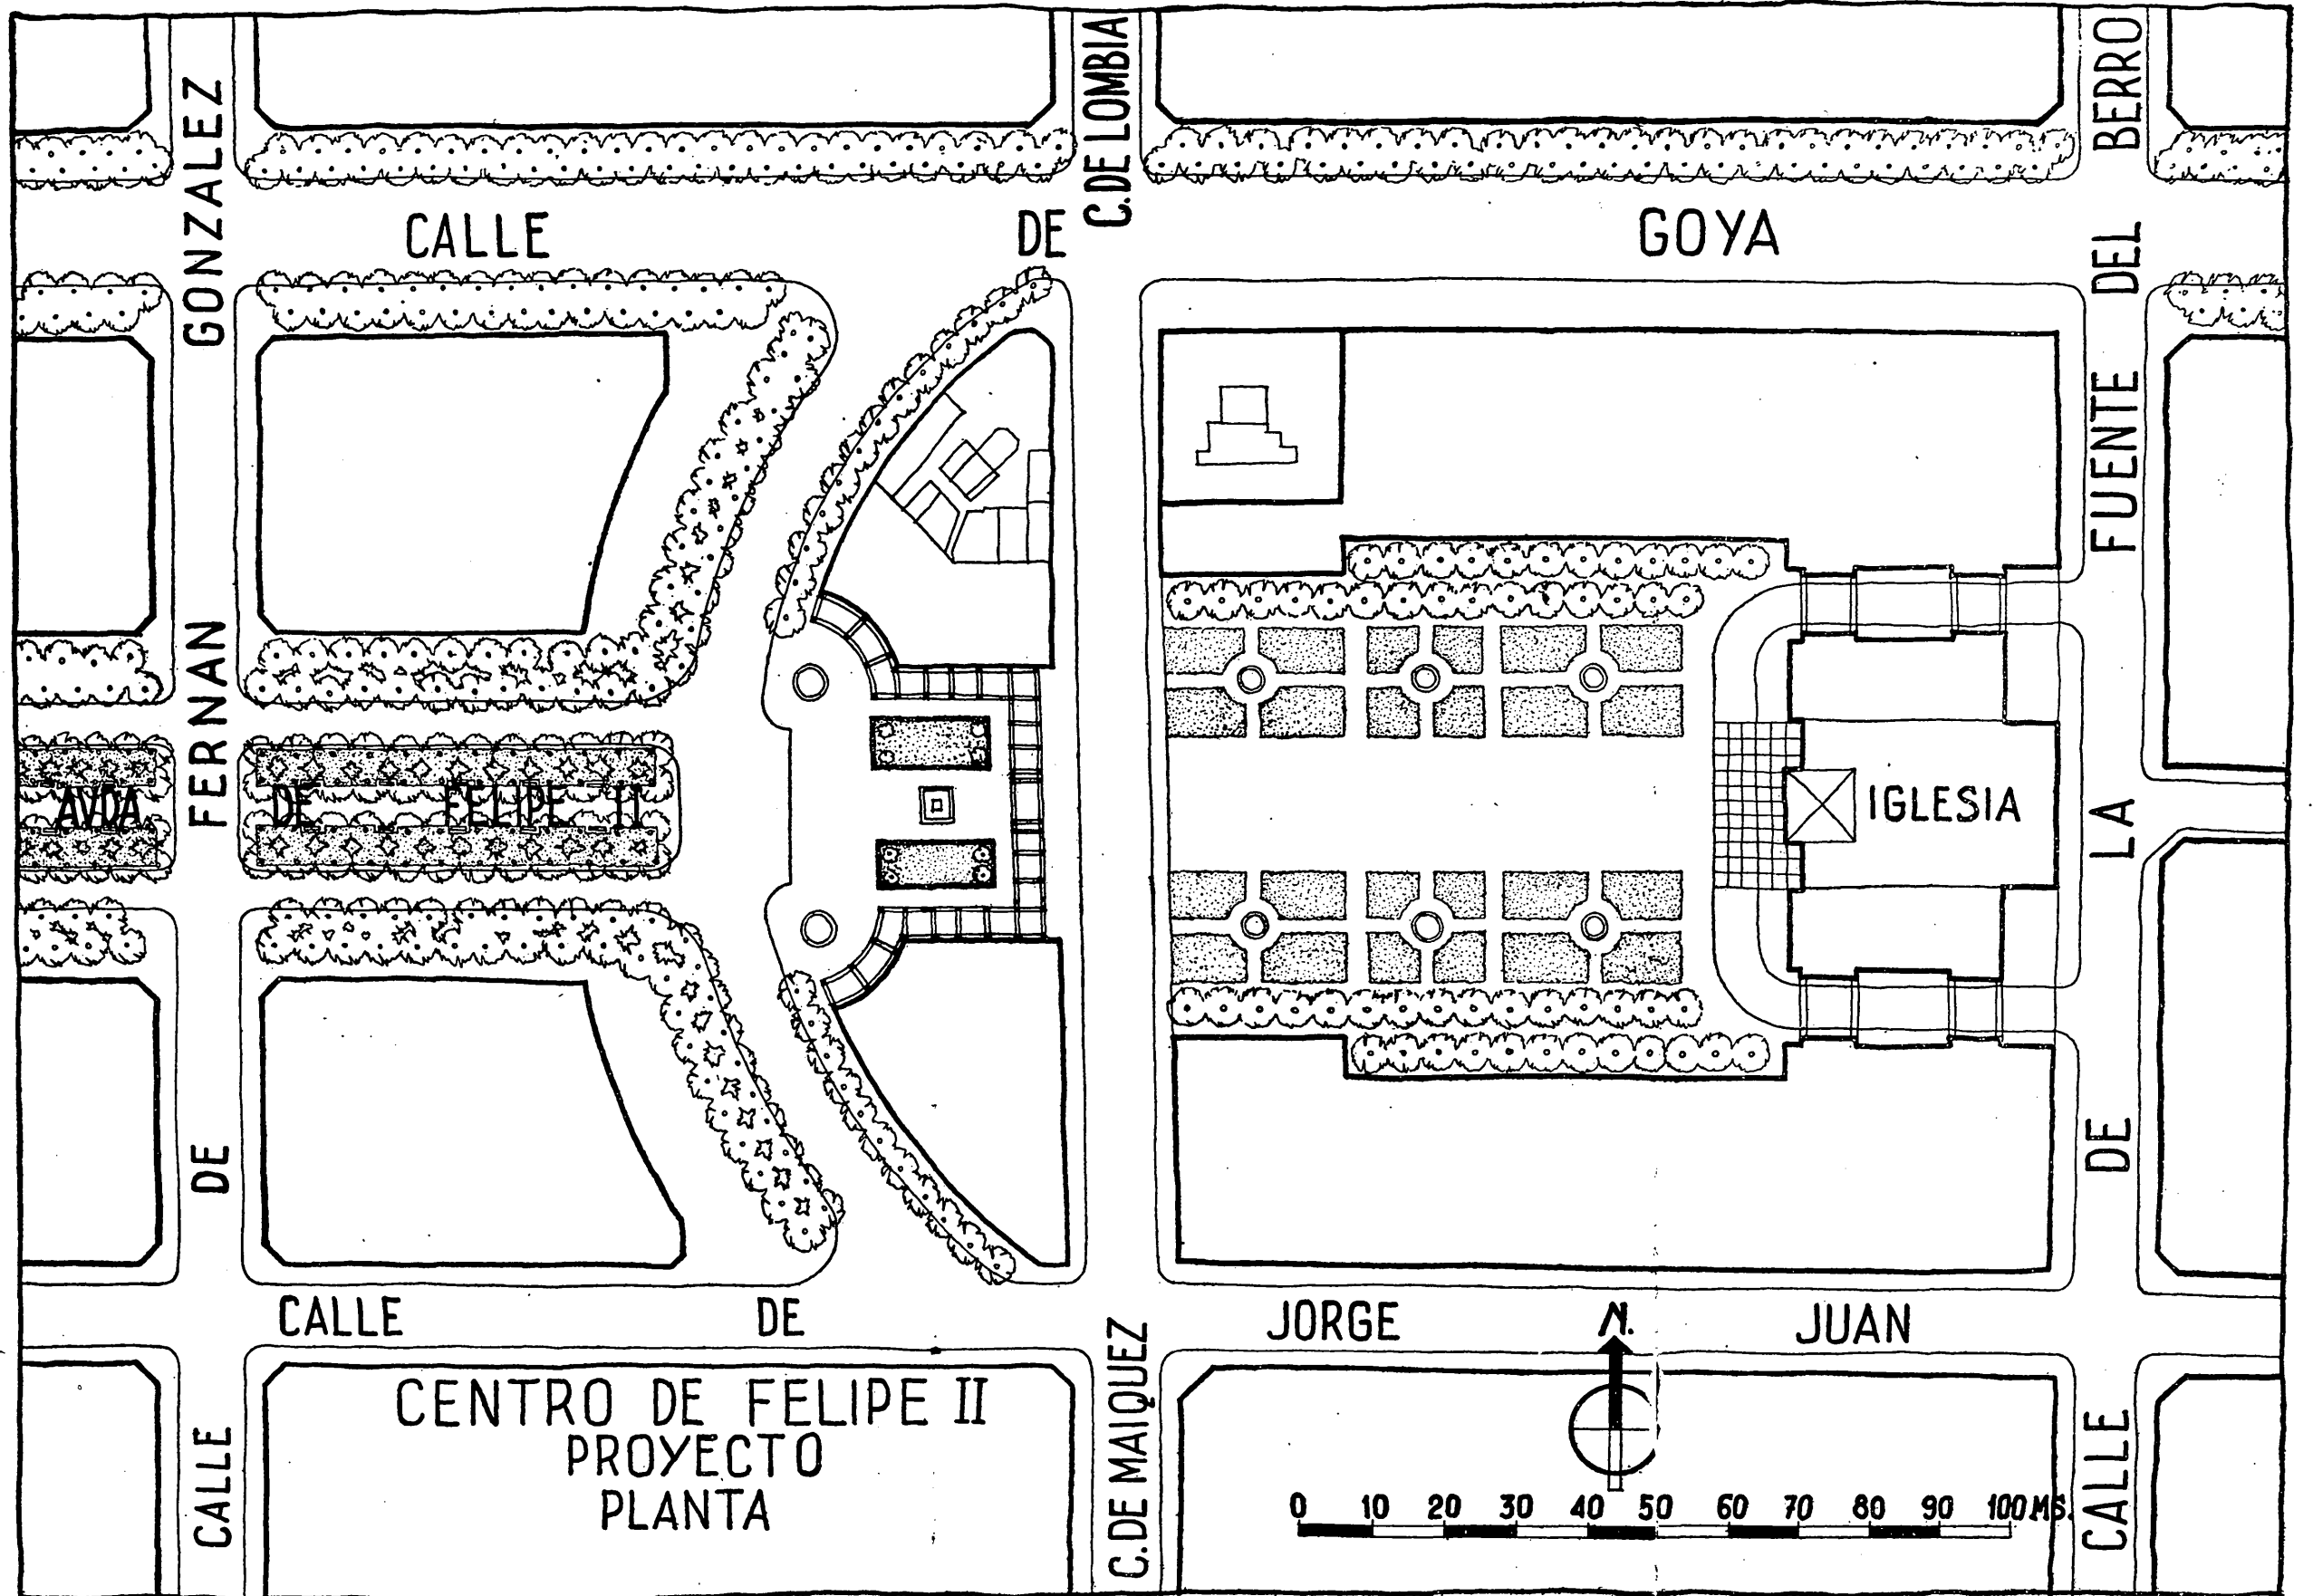 CALLE DE GOYA
C. DE LOMBIA
CALLE DE FERNAN GONZALEZ
CALLE DE LA FUENTE DEL BERRO
AVDA DE FELIPE II
IGLESIA
CALLE DE JORGE JUAN
C. DE MAIQUEZ
N.
CENTRO DE FELIPE II
PROYECTO
PLANTA
0 10 20 30 40 50 60 70 80 90 100 MS.